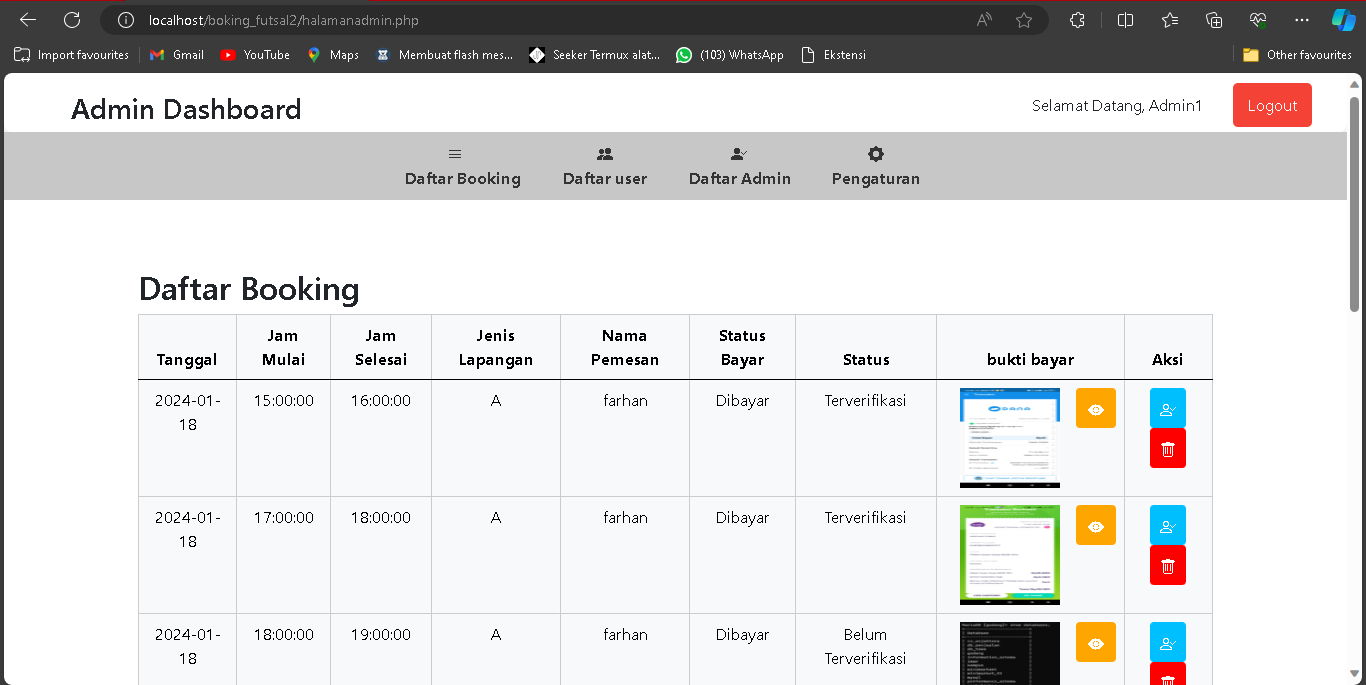 localhost/boking_futsal2/halamanadmin.php
Import favourites Gmail YouTube Maps Membuat flash mes... Seeker Termux alat... (103) WhatsApp Ekstensi Other favourites
Admin Dashboard
Selamat Datang, Admin1 Logout
Daftar Booking Daftar user Daftar Admin Pengaturan
Daftar Booking
Jam Jam Jenis Nama Status
Tanggal Mulai Selesai Lapangan Pemesan Bayar Status bukti bayar Aksi
2024-01- 15:00:00 16:00:00 A farhan Dibayar Terverifikasi
18
DANA
2024-01- 17:00:00 18:00:00 A farhan Dibayar Terverifikasi
18
2024-01- 18:00:00 19:00:00 A farhan Dibayar Belum
18 Terverifikasi